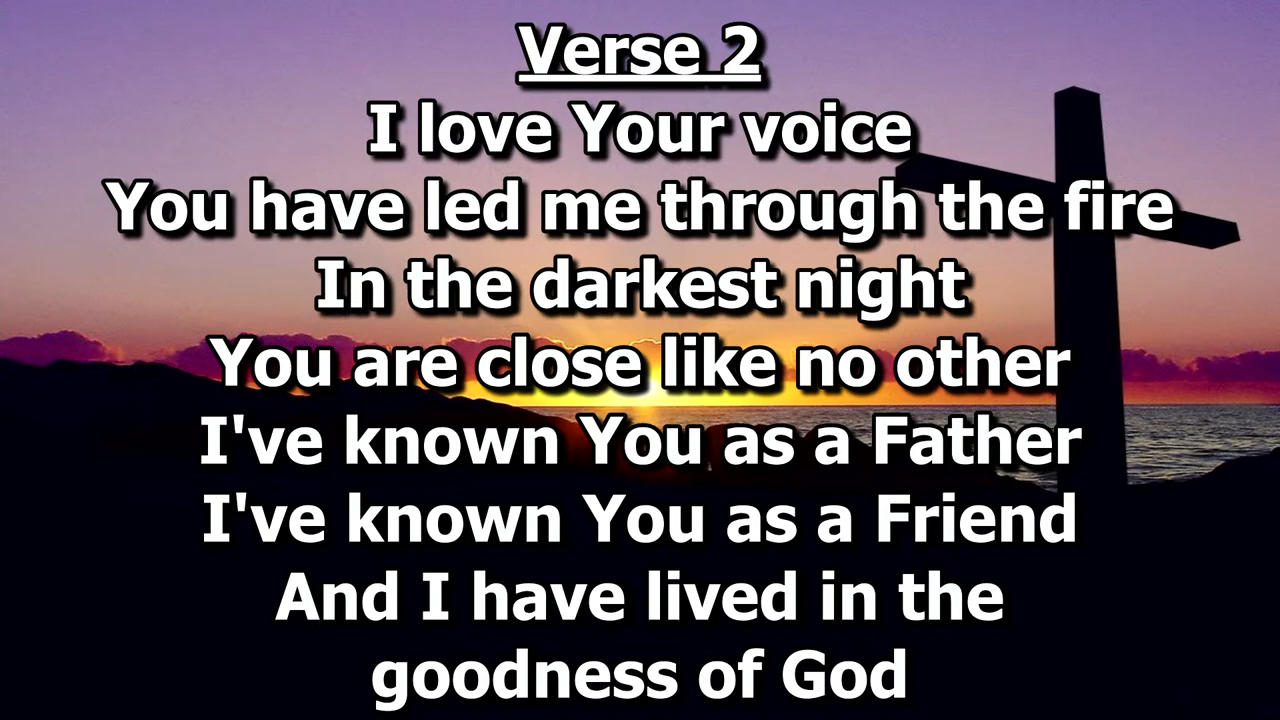 Verse 2
I love Your voice
You have led me through the fire
In the darkest night
You are close like no other
I've known You as a Father
I've known You as a Friend
And I have lived in the
goodness of God